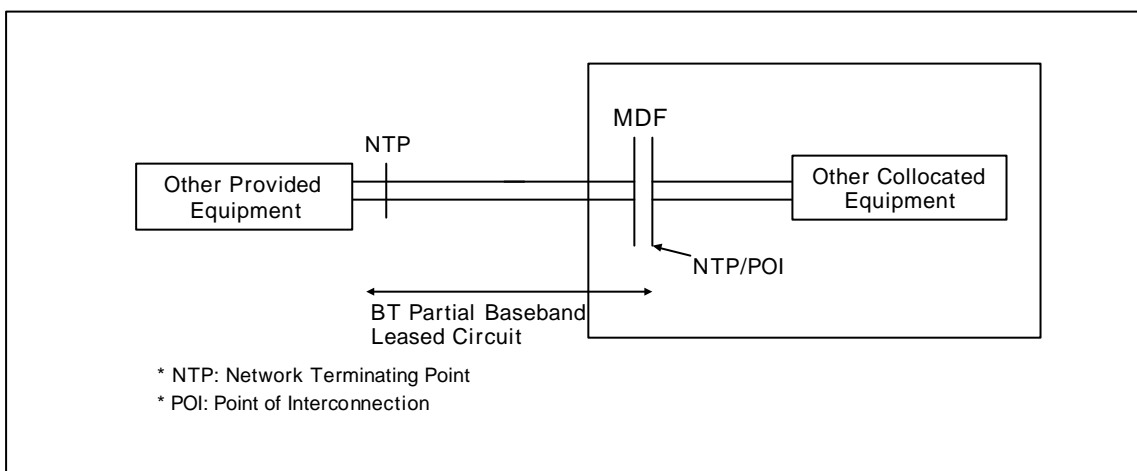 MDF
NTP
Other Provided
Equipment
Other Collocated
Equipment
NTP/POI
BT Partial Baseband
Leased Circuit
* NTP: Network Terminating Point
* POI: Point of Interconnection